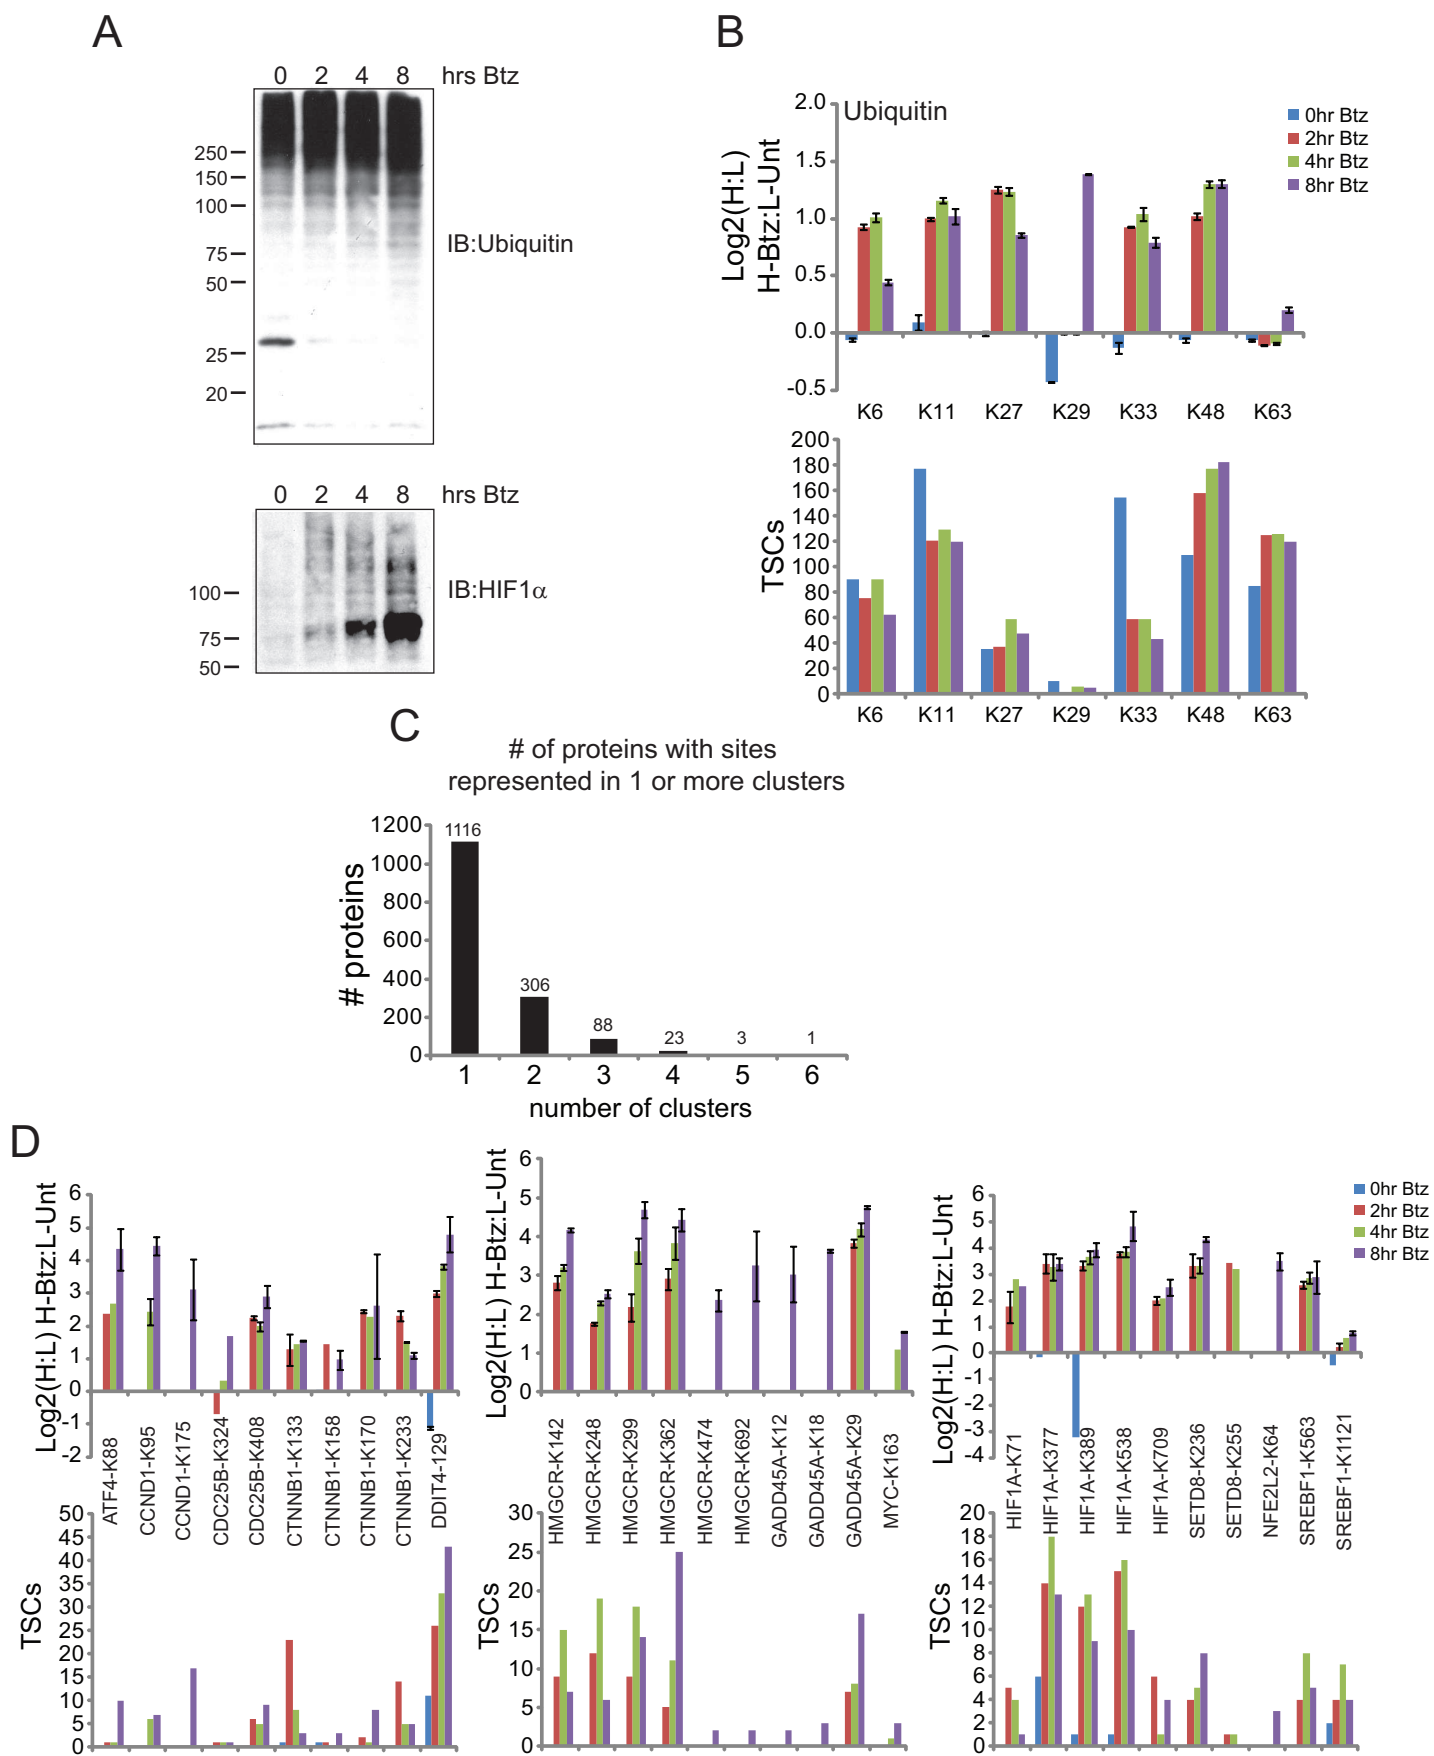 A
0 2 4 8 hrs Btz
250
150
100
75
50
25
20
IB:Ubiquitin
0 2 4 8 hrs Btz
100
75
50
IB:HIF1α
B
Ubiquitin
Log2(H:L)
H-Btz:L-Unt
2.0
1.5
1.0
0.5
0.0
-0.5
0hr Btz
2hr Btz
4hr Btz
8hr Btz
K6 K11 K27 K29 K33 K48 K63
TSCs
200
180
160
140
120
100
80
60
40
20
0
K6 K11 K27 K29 K33 K48 K63
C
# of proteins with sites
represented in 1 or more clusters
# proteins
1200
1000
800
600
400
200
0
1116
306
88
23
3
1
1 2 3 4 5 6
number of clusters
D
Log2(H:L) H-Btz:L-Unt
6
5
4
3
2
1
0
-1
-2
ATF4-K88
CCND1-K95
CCND1-K175
CDC25B-K324
CDC25B-K408
CTNNB1-K133
CTNNB1-K158
CTNNB1-K170
CTNNB1-K233
DDIT4-129
TSCs
50
45
40
35
30
25
20
15
10
5
0
Log2(H:L) H-Btz:L-Unt
6
5
4
3
2
1
0
HMGCR-K142
HMGCR-K248
HMGCR-K299
HMGCR-K362
HMGCR-K474
HMGCR-K692
GADD45A-K12
GADD45A-K18
GADD45A-K29
MYC-K163
TSCs
30
25
20
15
10
5
0
Log2(H:L) H-Btz:L-Unt
6
5
4
3
2
1
0
-1
-2
-3
-4
0hr Btz
2hr Btz
4hr Btz
8hr Btz
HIF1A-K71
HIF1A-K377
HIF1A-K389
HIF1A-K538
HIF1A-K709
SETD8-K236
SETD8-K255
NFE2L2-K64
SREBF1-K563
SREBF1-K1121
TSCs
20
18
16
14
12
10
8
6
4
2
0